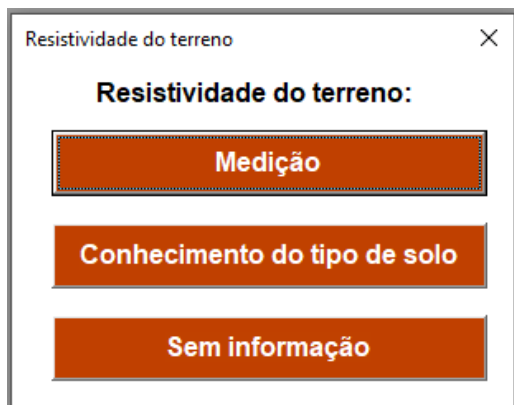 Resistividade do terreno
Resistividade do terreno:
Medição
Conhecimento do tipo de solo
Sem informação